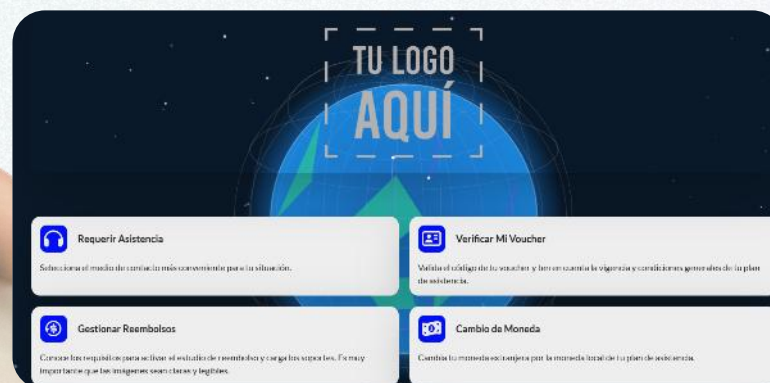 TU LOGO
AQUÍ
Requerir Asistencia
Selecciona el medio de contacto más conveniente para tu situación.
Verificar Mi Voucher
Valida el código de tu voucher y ten en cuenta la vigencia y condiciones generales de tu plan
de asistencia.
Gestionar Reembolsos
Conoce los requisitos para activar el estudio de reembolso y carga los soportes. Es muy
importante que las imágenes sean claras y legibles.
Cambio de Moneda
Cambia tu moneda extranjera por la moneda local de tu plan de asistencia.